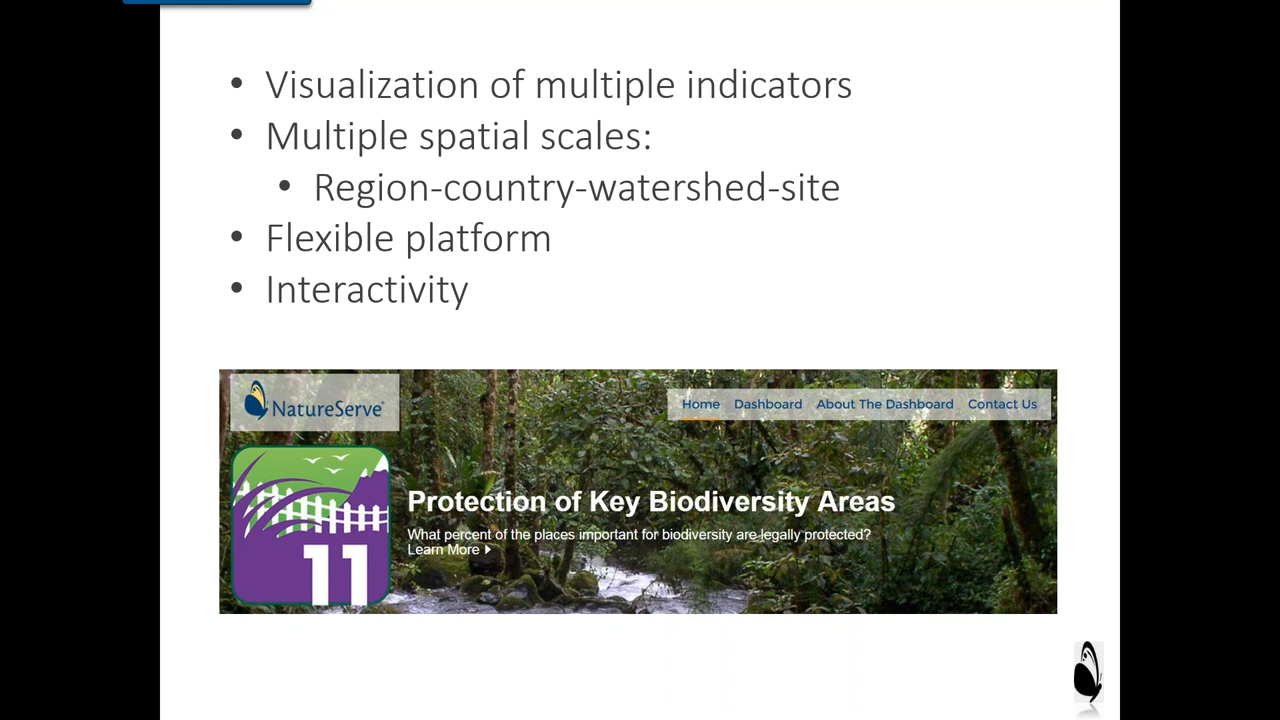 • Visualization of multiple indicators
• Multiple spatial scales:
• Region-country-watershed-site
• Flexible platform
• Interactivity
NatureServe
Home Dashboard About The Dashboard Contact Us
Protection of Key Biodiversity Areas
What percent of the places important for biodiversity are legally protected?
Learn More
11